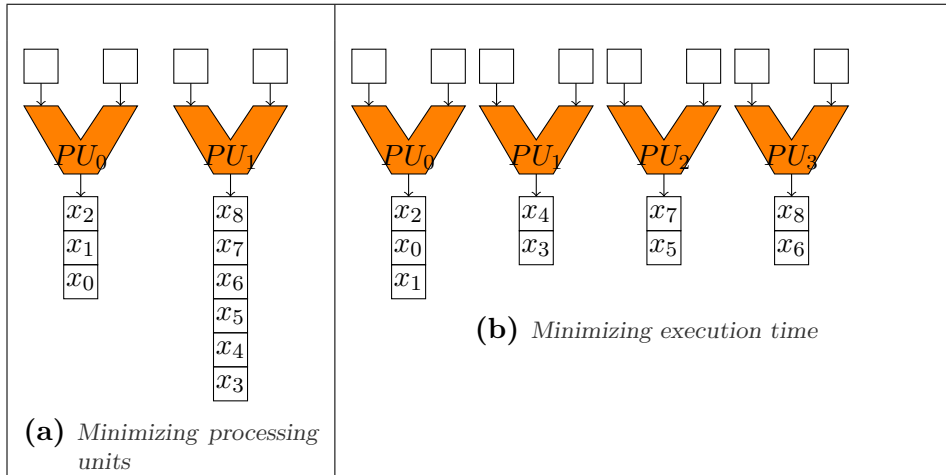 PU₀ PU₁
x₂ x₈
x₁ x₇
x₀ x₆
x₅
x₄
x₃
(a) Minimizing processing
units
PU₀ PU₁ PU₂ PU₃
x₂ x₄ x₇ x₈
x₀ x₃ x₅ x₆
x₁
(b) Minimizing execution time